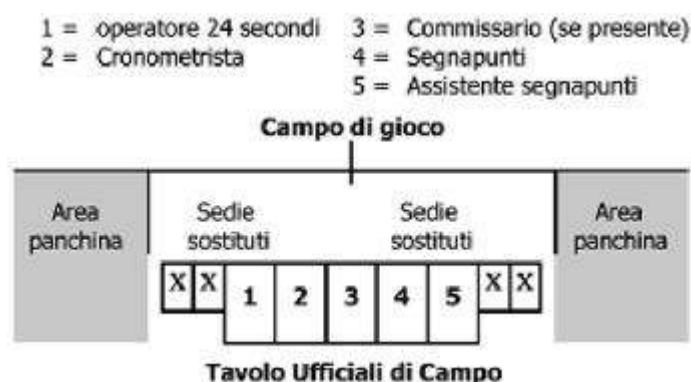 1 = operatore 24 secondi
2 = Cronometrista
3 = Commissario (se presente)
4 = Segnapunti
5 = Assistente segnapunti
Campo di gioco
Area
panchina
Sedie
sostituti
Sedie
sostituti
Area
panchina
X X 1 2 3 4 5 X X
Tavolo Ufficiali di Campo